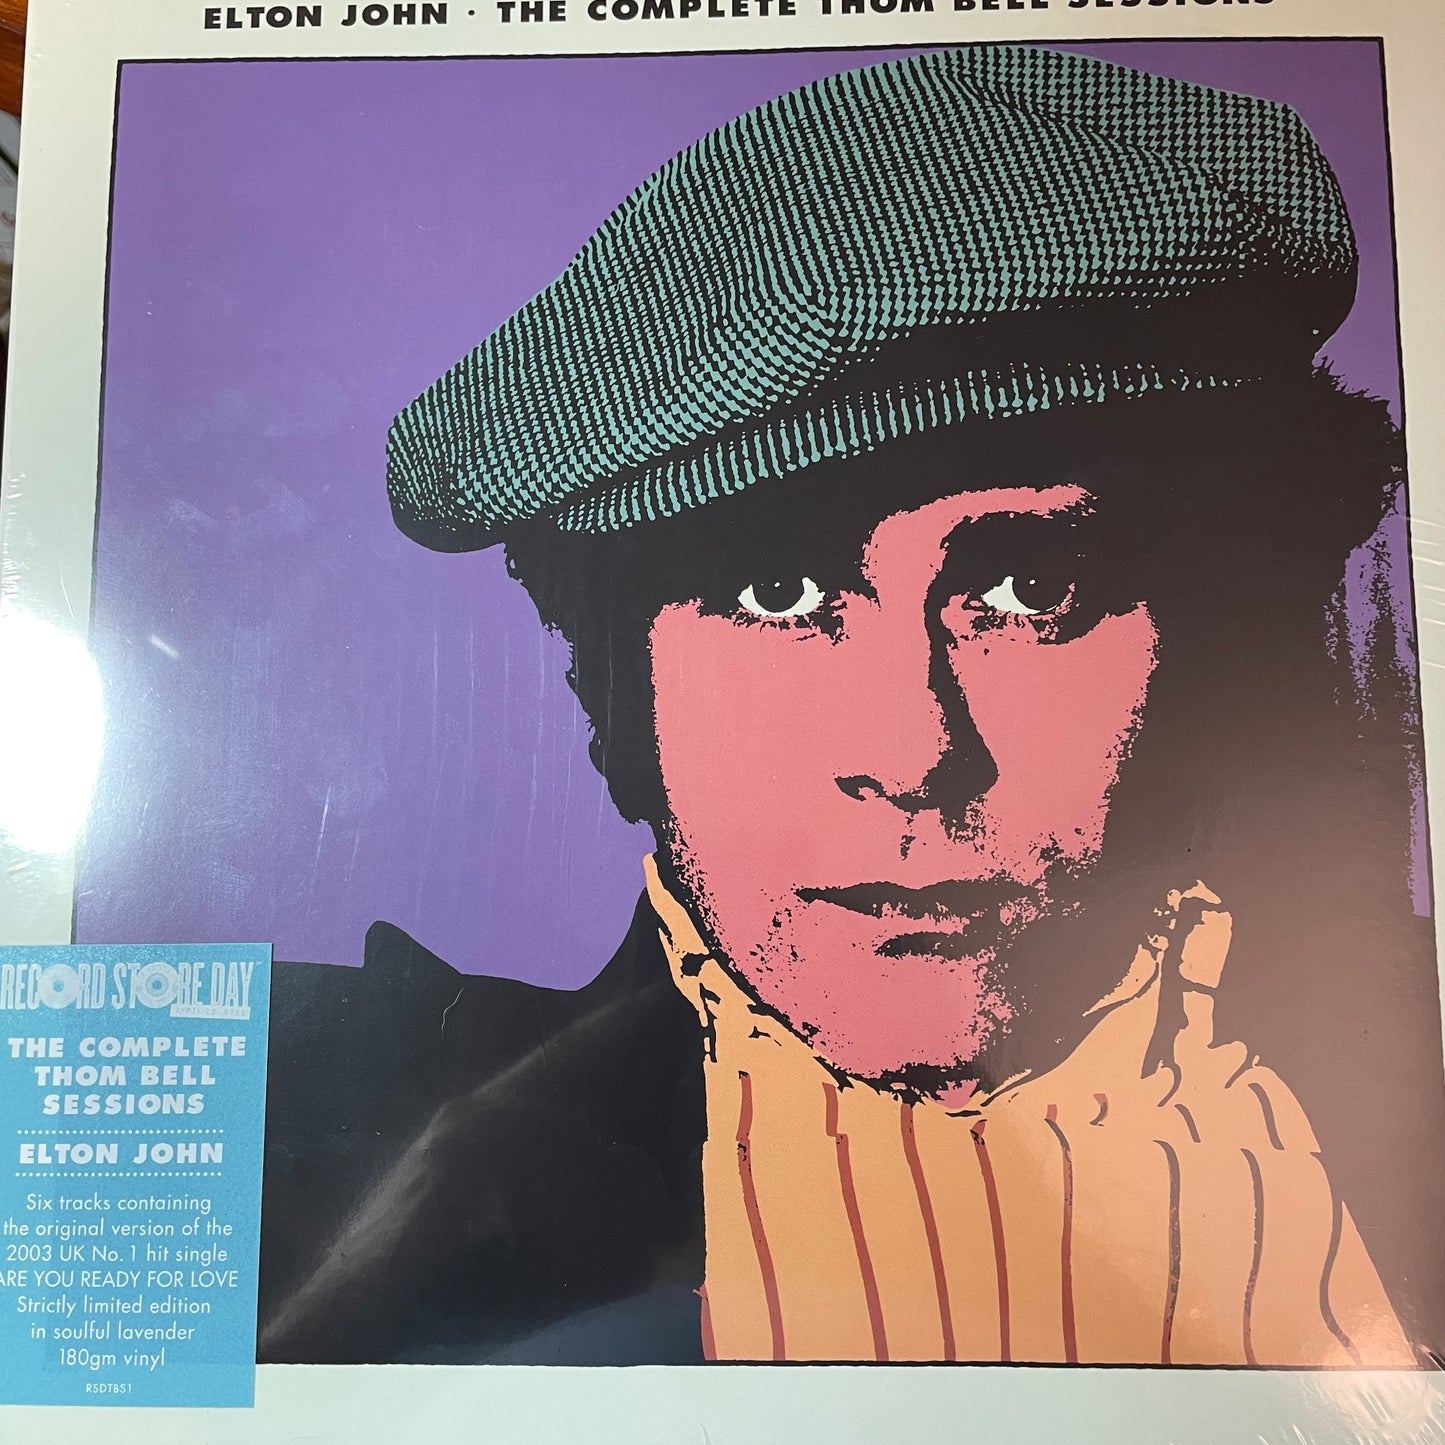 ELTON JOHN · THE COMPLETE THOM BELL SESSIONS
RECORD STORE DAY
THE COMPLETE
THOM BELL
SESSIONS
ELTON JOHN
Six tracks containing
the original version of the
2003 UK No. 1 hit single
ARE YOU READY FOR LOVE
Strictly limited edition
in soulful lavender
180gm vinyl
RSDTBS1